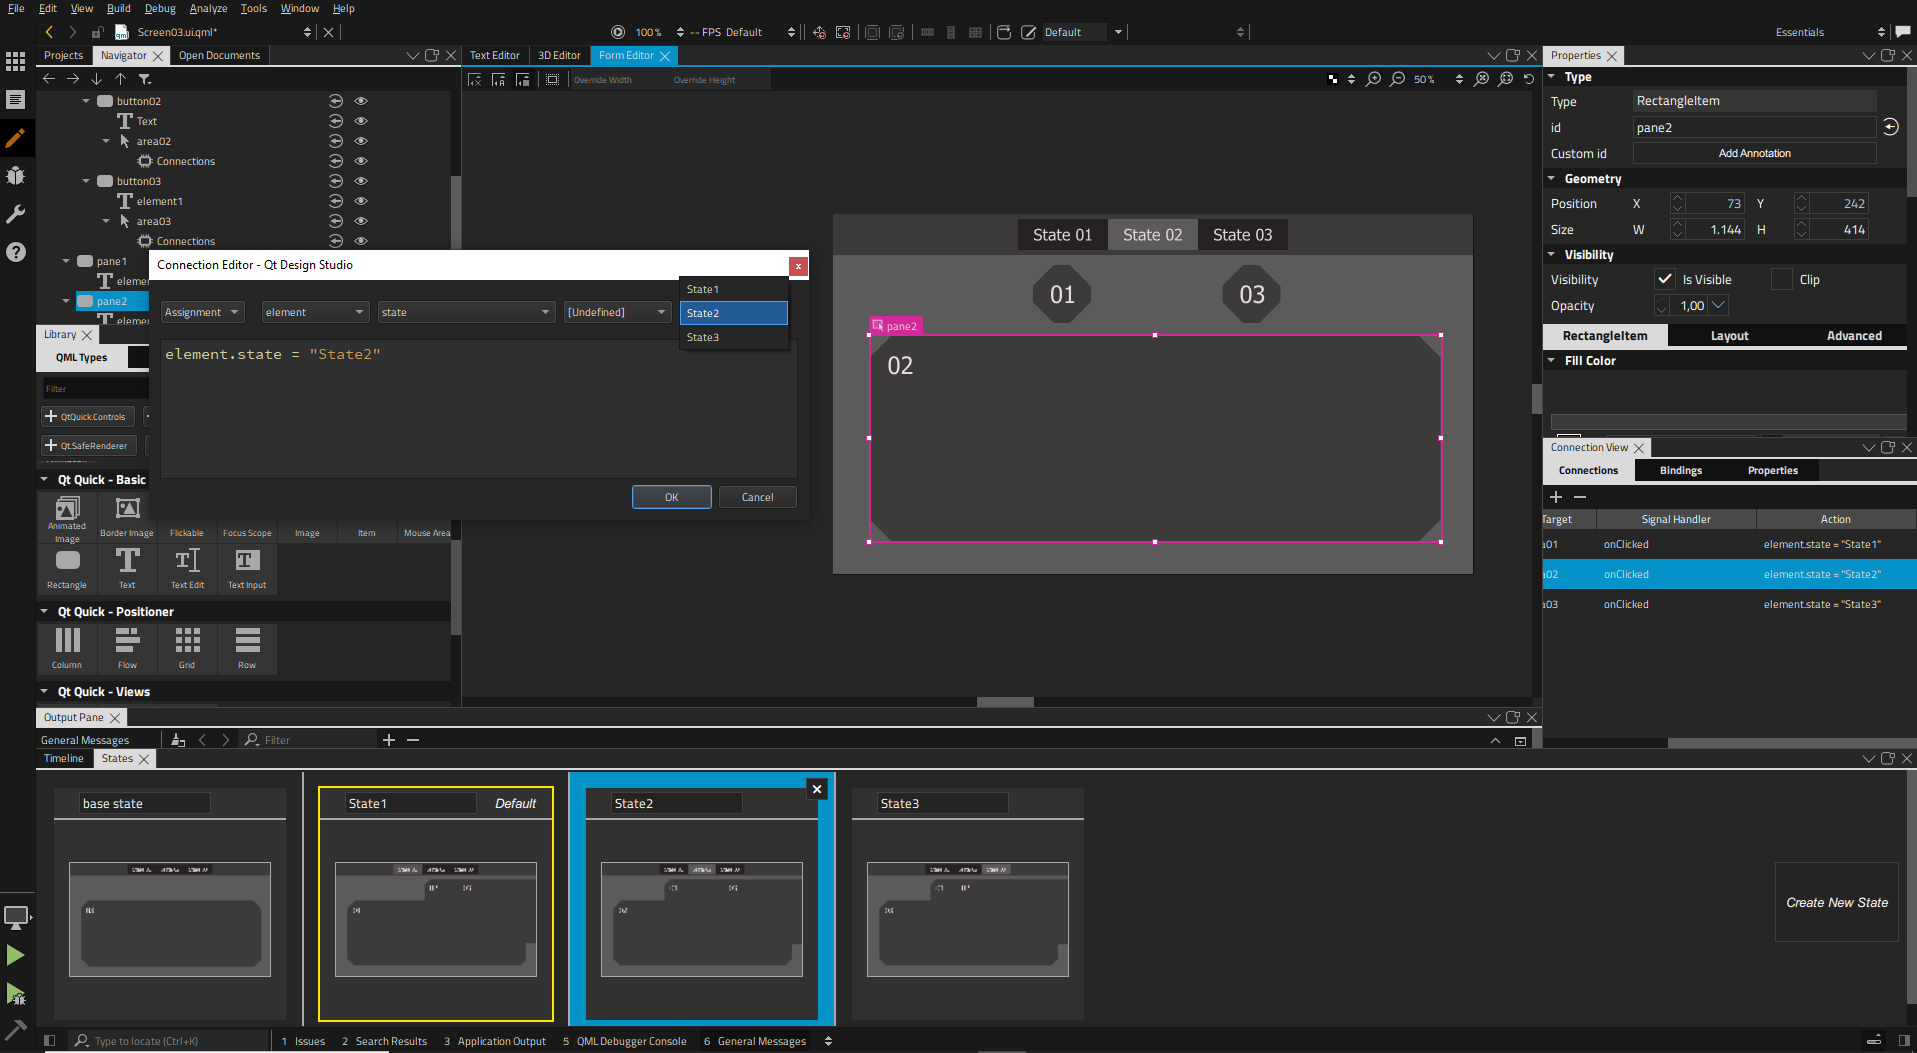 File Edit View Build Debug Analyze Tools Window Help
Screen03.ui.qml*
100% -- FPS Default
Default
Essentials
Projects Navigator Open Documents
Text Editor 3D Editor Form Editor
Properties
Override Width Override Height
50 %
button02
Text
area02
Connections
button03
element1
area03
Connections
pane1
elemen
pane2
elemen
Library
QML Types
Filter
QtQuick.Controls
Qt.SafeRenderer
Qt Quick - Basic
Animated Image
Border Image
Flickable
Focus Scope
Image
Item
Mouse Area
Rectangle
Text
Text Edit
Text Input
Qt Quick - Positioner
Column
Flow
Grid
Row
Qt Quick - Views
Connection Editor - Qt Design Studio
Assignment element state [Undefined]
State1
State2
State3
element.state = "State2"
OK Cancel
State 01 State 02 State 03
01 03
pane2
02
Type
Type RectangleItem
id pane2
Custom id Add Annotation
Geometry
Position X 73 Y 242
Size W 1.144 H 414
Visibility
Visibility Is Visible Clip
Opacity 1,00
RectangleItem Layout Advanced
Fill Color
Connection View
Connections Bindings Properties
Target Signal Handler Action
a01 onClicked element.state = "State1"
a02 onClicked element.state = "State2"
a03 onClicked element.state = "State3"
Output Pane
General Messages Filter
Timeline States
base state
State1 Default
State2
State3
Create New State
Type to locate (Ctrl+K)
1 Issues 2 Search Results 3 Application Output 5 QML Debugger Console 6 General Messages